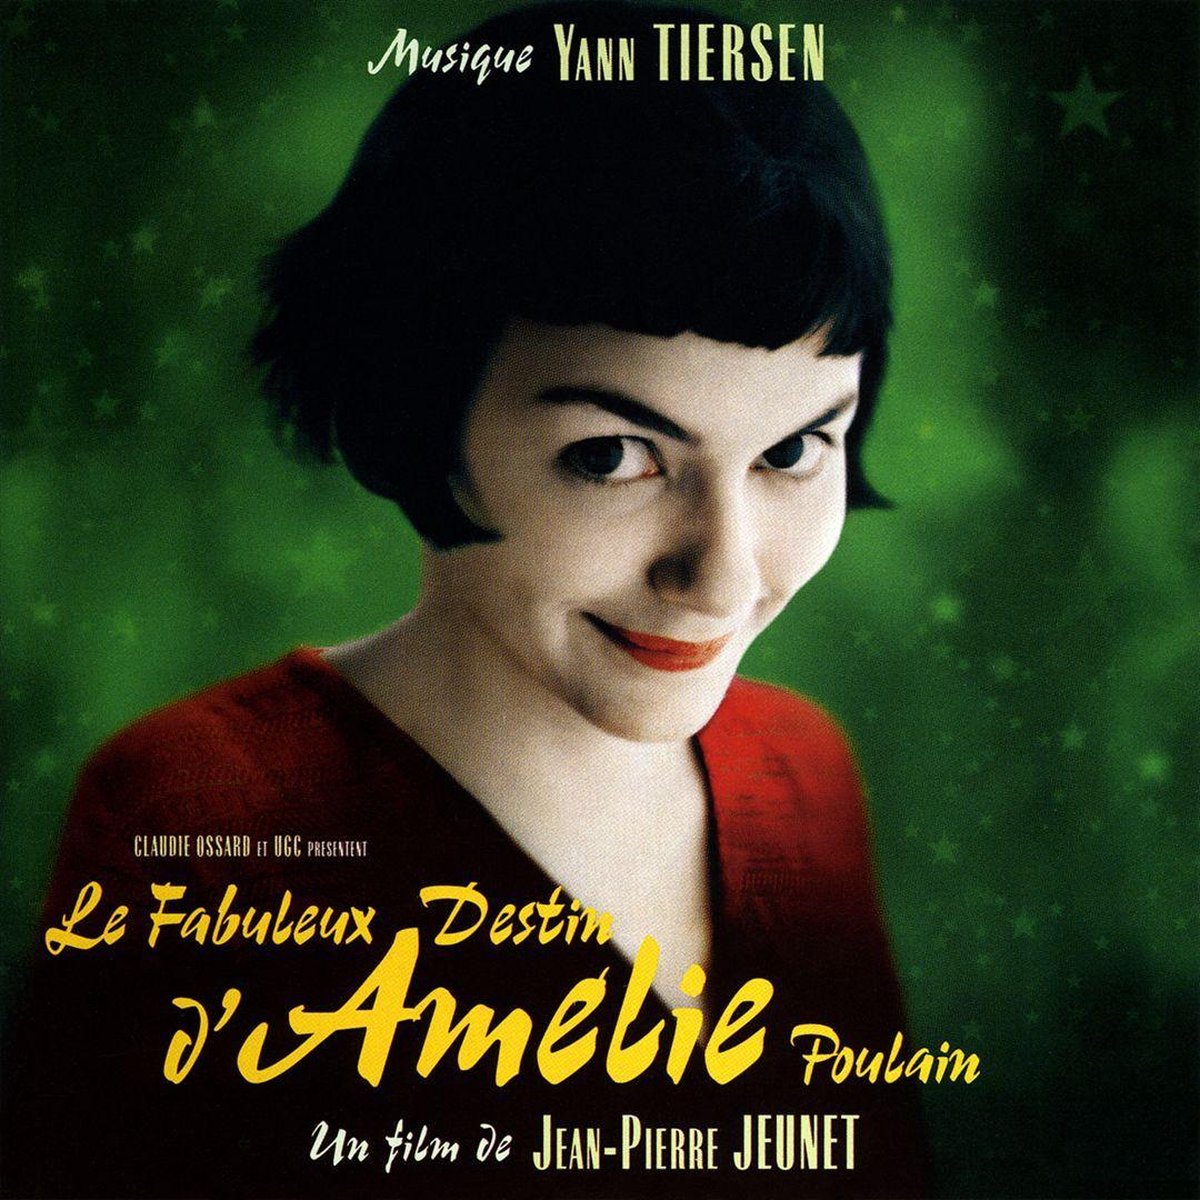 Musique YANN TIERSEN
CLAUDIE OSSARD ET UGC PRESENTENT
Le Fabuleux Destin
d'Amélie Poulain
Un film de JEAN-PIERRE JEUNET